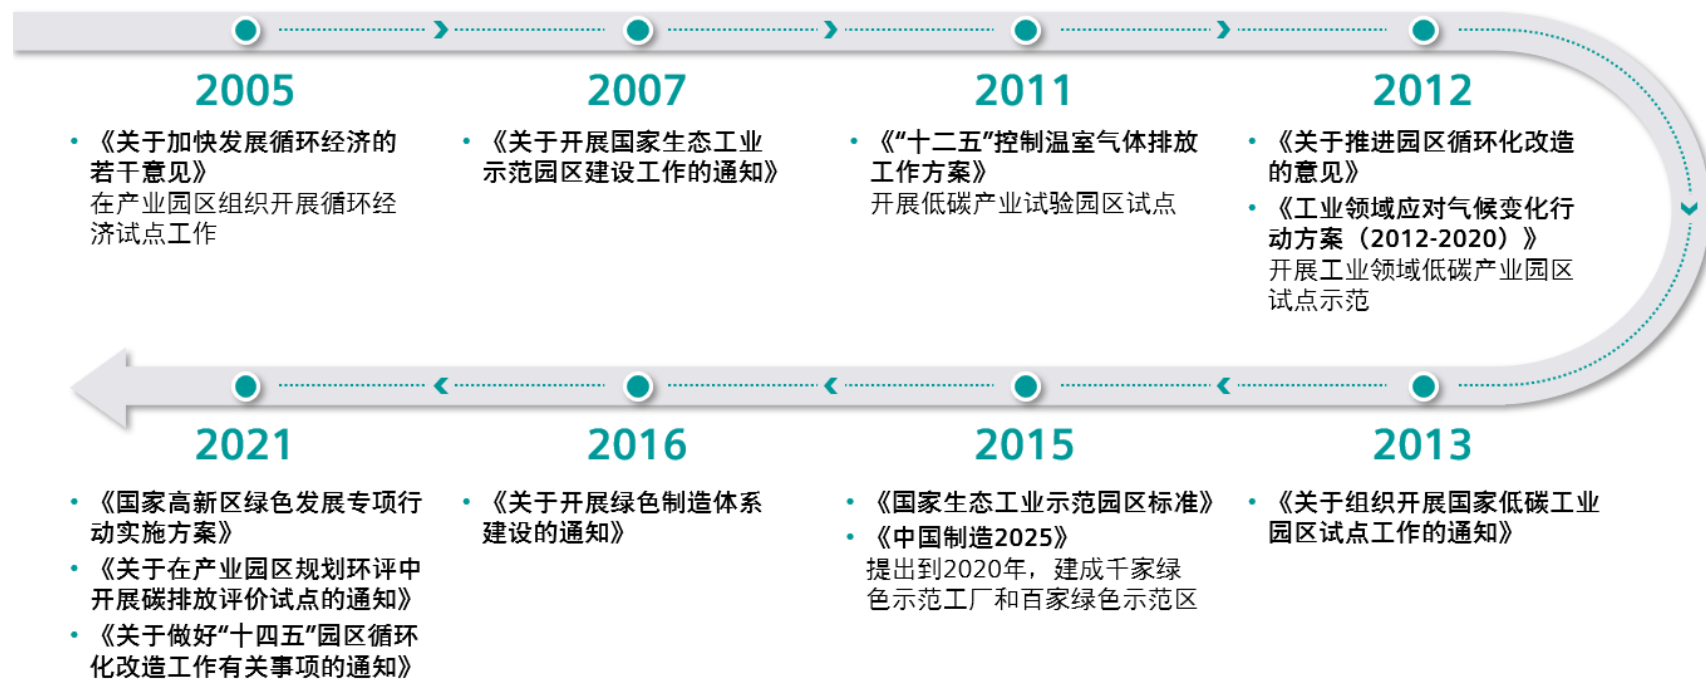 2005
• 《关于加快发展循环经济的
若干意见》
在产业园区组织开展循环经
济试点工作
2007
• 《关于开展国家生态工业
示范园区建设工作的通知》
2011
• 《“十二五”控制温室气体排放
工作方案》
开展低碳产业试验园区试点
2012
• 《关于推进园区循环化改造
的意见》
• 《工业领域应对气候变化行
动方案（2012-2020）》
开展工业领域低碳产业园区
试点示范
2013
• 《关于组织开展国家低碳工业
园区试点工作的通知》
2015
• 《国家生态工业示范园区标准》
• 《中国制造2025》
提出到2020年，建成千家绿
色示范工厂和百家绿色示范区
2016
• 《关于开展绿色制造体系
建设的通知》
2021
• 《国家高新区绿色发展专项行
动实施方案》
• 《关于在产业园区规划环评中
开展碳排放评价试点的通知》
• 《关于做好“十四五”园区循环
化改造工作有关事项的通知》